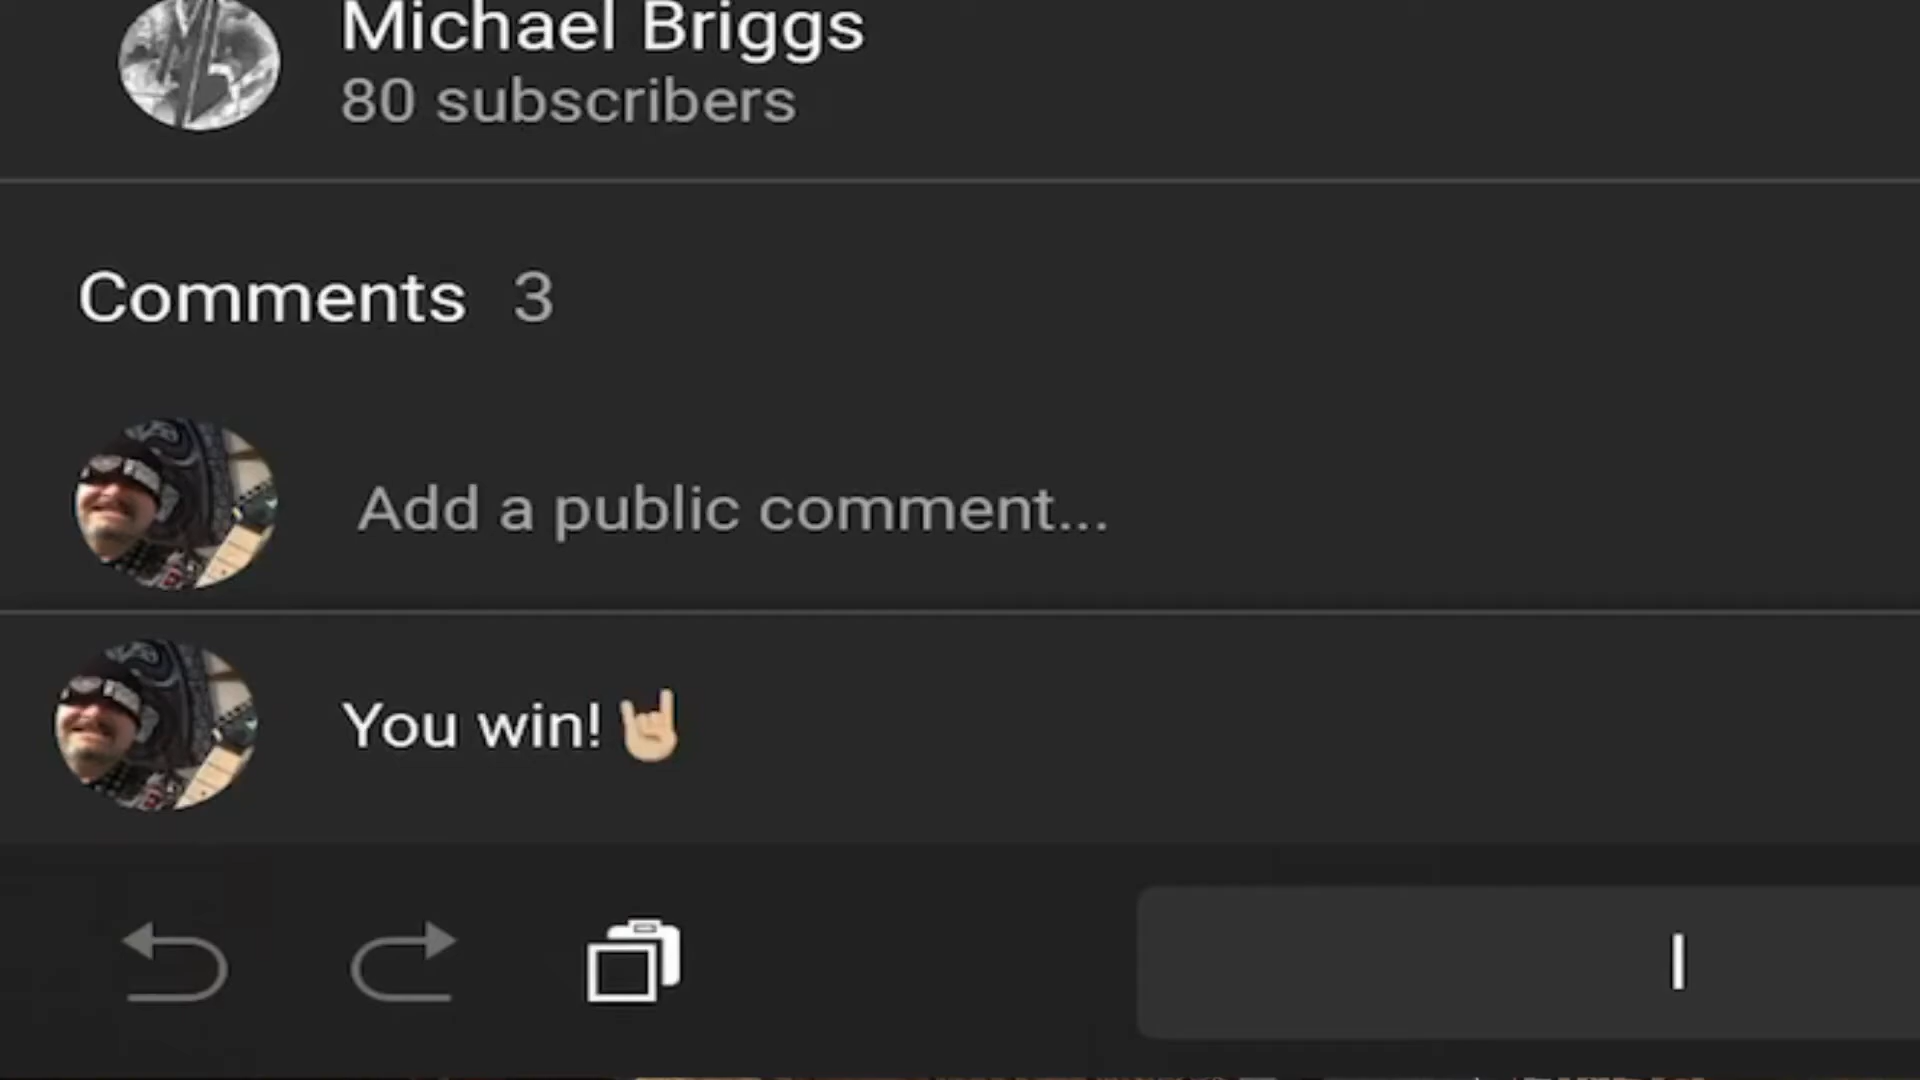 Michael Briggs
80 subscribers
Comments 3
Add a public comment...
You win!🤘🏼
I